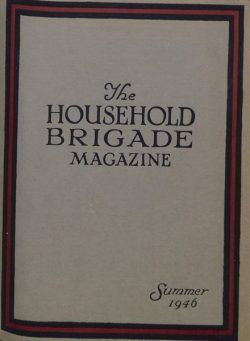 The
HOUSEHOLD
BRIGADE
MAGAZINE
Summer
1946